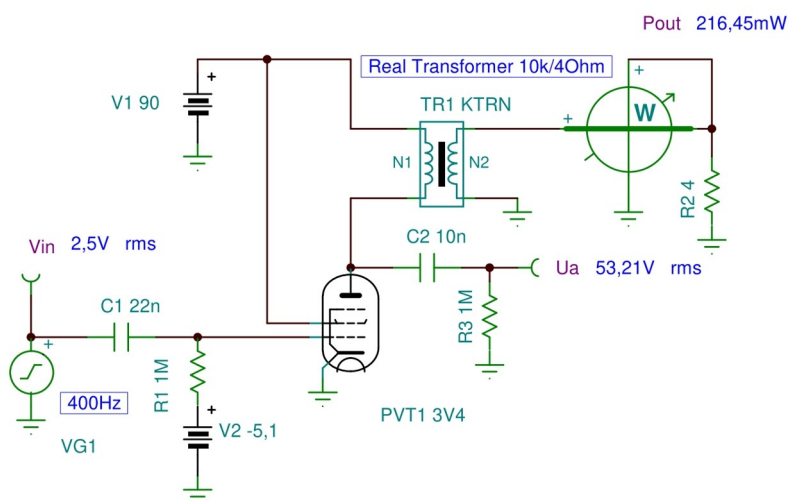 Pout 216,45mW
Real Transformer 10k/4Ohm
+
V1 90
TR1 KTRN
+
+
W
N1
N2
R2 4
C2 10n
Vin 2,5V rms
Ua 53,21V rms
C1 22n
R3 1M
+
R1 1M
400Hz
+
V2 -5,1
PVT1 3V4
VG1